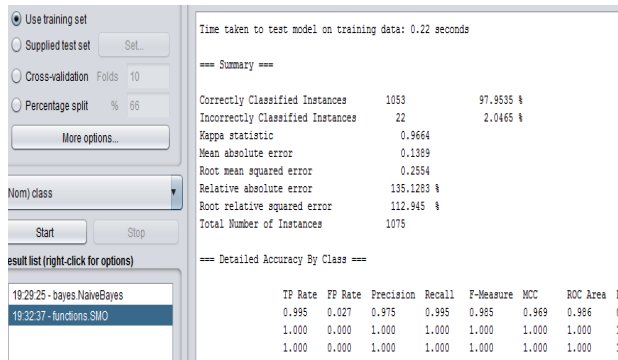 Use training set
Supplied test set Set...
Cross-validation Folds 10
Percentage split % 66
More options...
Nom) class
Start Stop
esult list (right-click for options)
19:29:25 - bayes.NaiveBayes
19:32:37 - functions.SMO
Time taken to test model on training data: 0.22 seconds
=== Summary ===
Correctly Classified Instances 1053 97.9535 %
Incorrectly Classified Instances 22 2.0465 %
Kappa statistic 0.9664
Mean absolute error 0.1389
Root mean squared error 0.2554
Relative absolute error 135.1283 %
Root relative squared error 112.945 %
Total Number of Instances 1075
=== Detailed Accuracy By Class ===
TP Rate FP Rate Precision Recall F-Measure MCC ROC Area
0.995 0.027 0.975 0.995 0.985 0.969 0.986
1.000 0.000 1.000 1.000 1.000 1.000 1.000
1.000 0.000 1.000 1.000 1.000 1.000 1.000